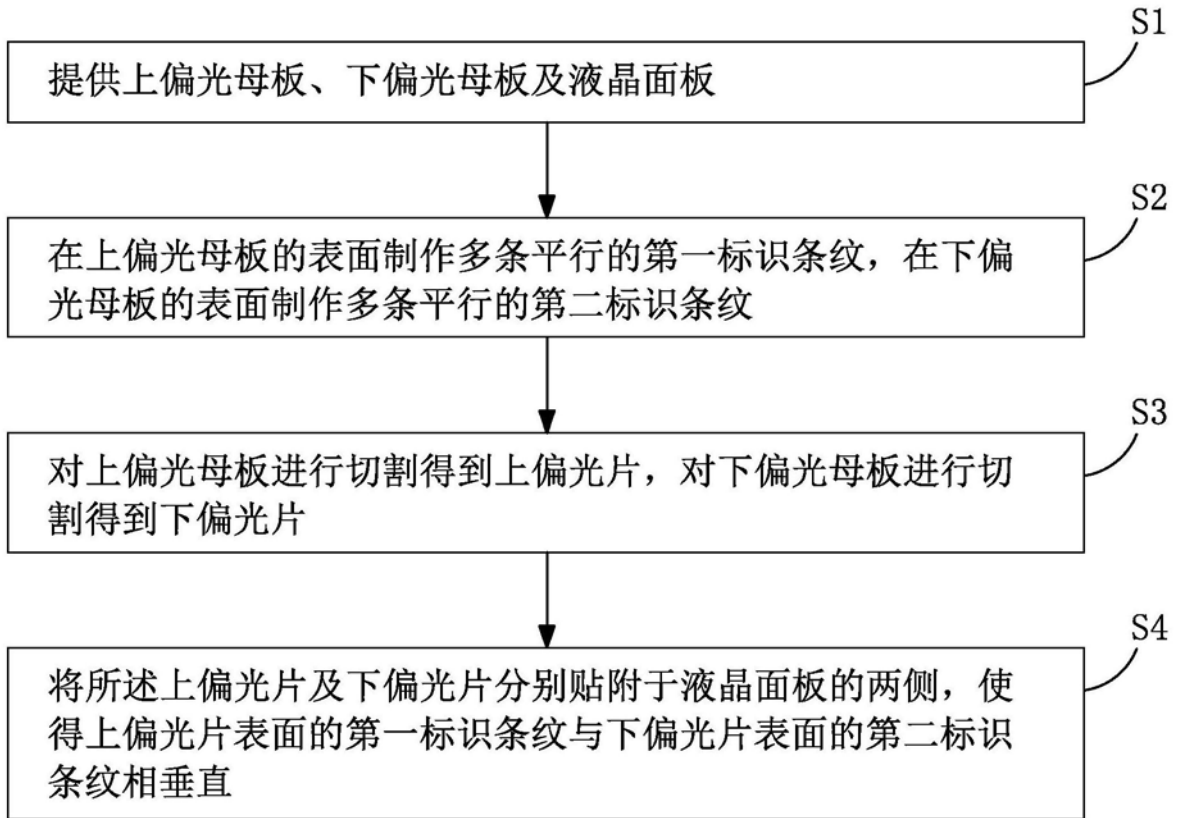 S1
提供上偏光母板、下偏光母板及液晶面板
S2
在上偏光母板的表面制作多条平行的第一标识条纹，在下偏
光母板的表面制作多条平行的第二标识条纹
S3
对上偏光母板进行切割得到上偏光片，对下偏光母板进行切
割得到下偏光片
S4
将所述上偏光片及下偏光片分别贴附于液晶面板的两侧，使
得上偏光片表面的第一标识条纹与下偏光片表面的第二标识
条纹相垂直